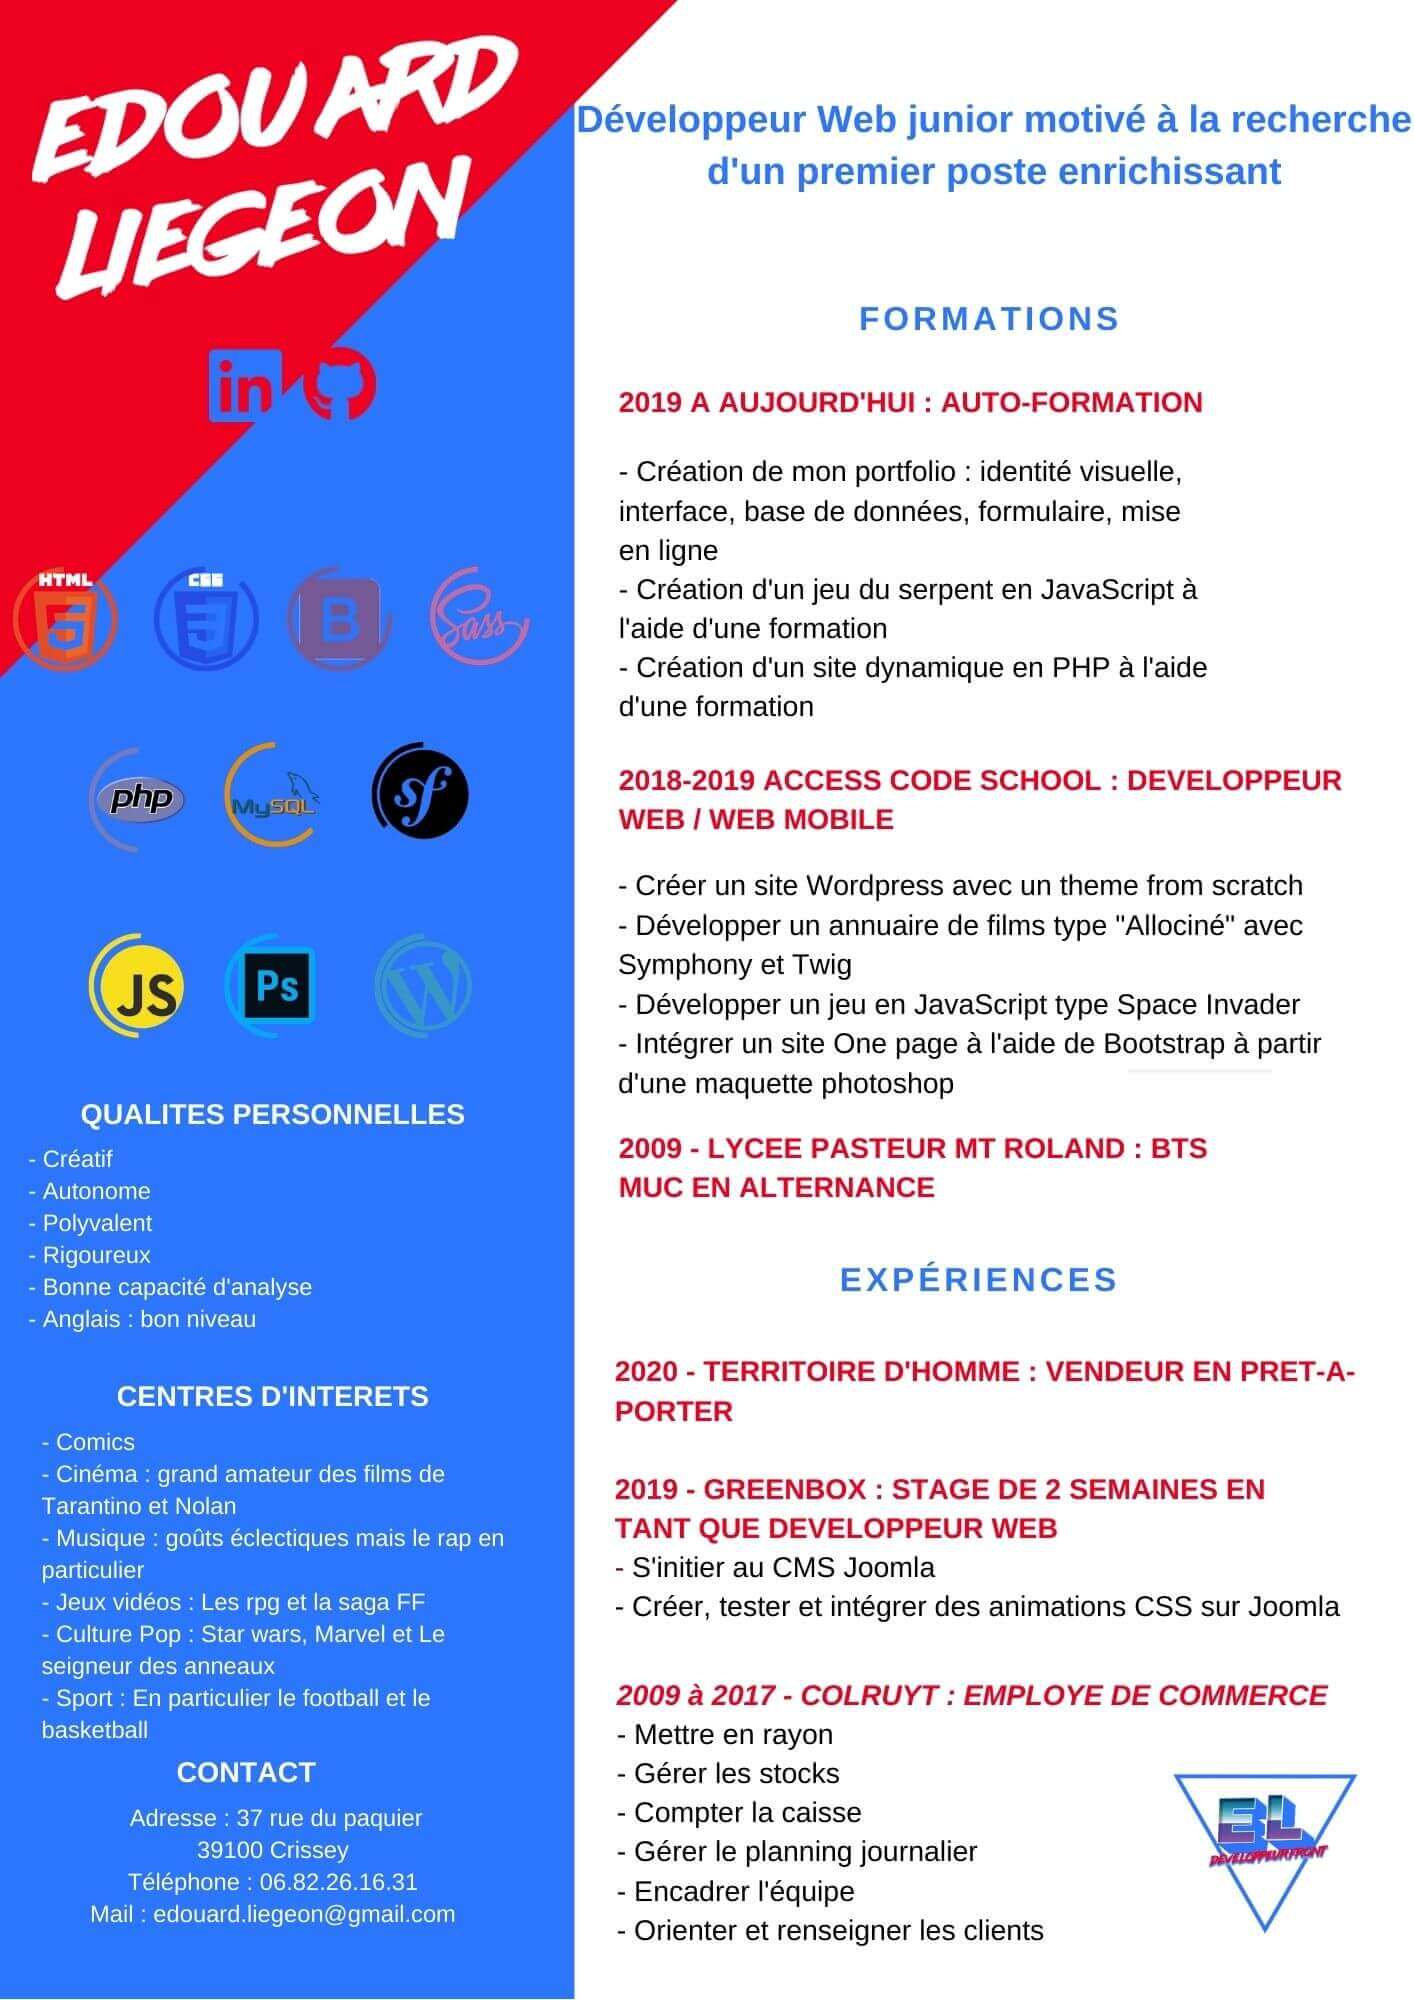 EDOUARD
LIEGEON
in
HTML
CSS
B
Sass
php
MySQL
sf
JS
Ps
W
QUALITES PERSONNELLES
- Créatif
- Autonome
- Polyvalent
- Rigoureux
- Bonne capacité d'analyse
- Anglais : bon niveau
CENTRES D'INTERETS
- Comics
- Cinéma : grand amateur des films de
Tarantino et Nolan
- Musique : goûts éclectiques mais le rap en
particulier
- Jeux vidéos : Les rpg et la saga FF
- Culture Pop : Star wars, Marvel et Le
seigneur des anneaux
- Sport : En particulier le football et le
basketball
CONTACT
Adresse : 37 rue du paquier
39100 Crissey
Téléphone : 06.82.26.16.31
Mail : edouard.liegeon@gmail.com
Développeur Web junior motivé à la recherche
d'un premier poste enrichissant
FORMATIONS
2019 A AUJOURD'HUI : AUTO-FORMATION
- Création de mon portfolio : identité visuelle,
interface, base de données, formulaire, mise
en ligne
- Création d'un jeu du serpent en JavaScript à
l'aide d'une formation
- Création d'un site dynamique en PHP à l'aide
d'une formation
2018-2019 ACCESS CODE SCHOOL : DEVELOPPEUR
WEB / WEB MOBILE
- Créer un site Wordpress avec un theme from scratch
- Développer un annuaire de films type "Allociné" avec
Symphony et Twig
- Développer un jeu en JavaScript type Space Invader
- Intégrer un site One page à l'aide de Bootstrap à partir
d'une maquette photoshop
2009 - LYCEE PASTEUR MT ROLAND : BTS
MUC EN ALTERNANCE
EXPÉRIENCES
2020 - TERRITOIRE D'HOMME : VENDEUR EN PRET-A-
PORTER
2019 - GREENBOX : STAGE DE 2 SEMAINES EN
TANT QUE DEVELOPPEUR WEB
- S'initier au CMS Joomla
- Créer, tester et intégrer des animations CSS sur Joomla
2009 à 2017 - COLRUYT : EMPLOYE DE COMMERCE
- Mettre en rayon
- Gérer les stocks
- Compter la caisse
- Gérer le planning journalier
- Encadrer l'équipe
- Orienter et renseigner les clients
EL
DEVELOPPEUR FRONT